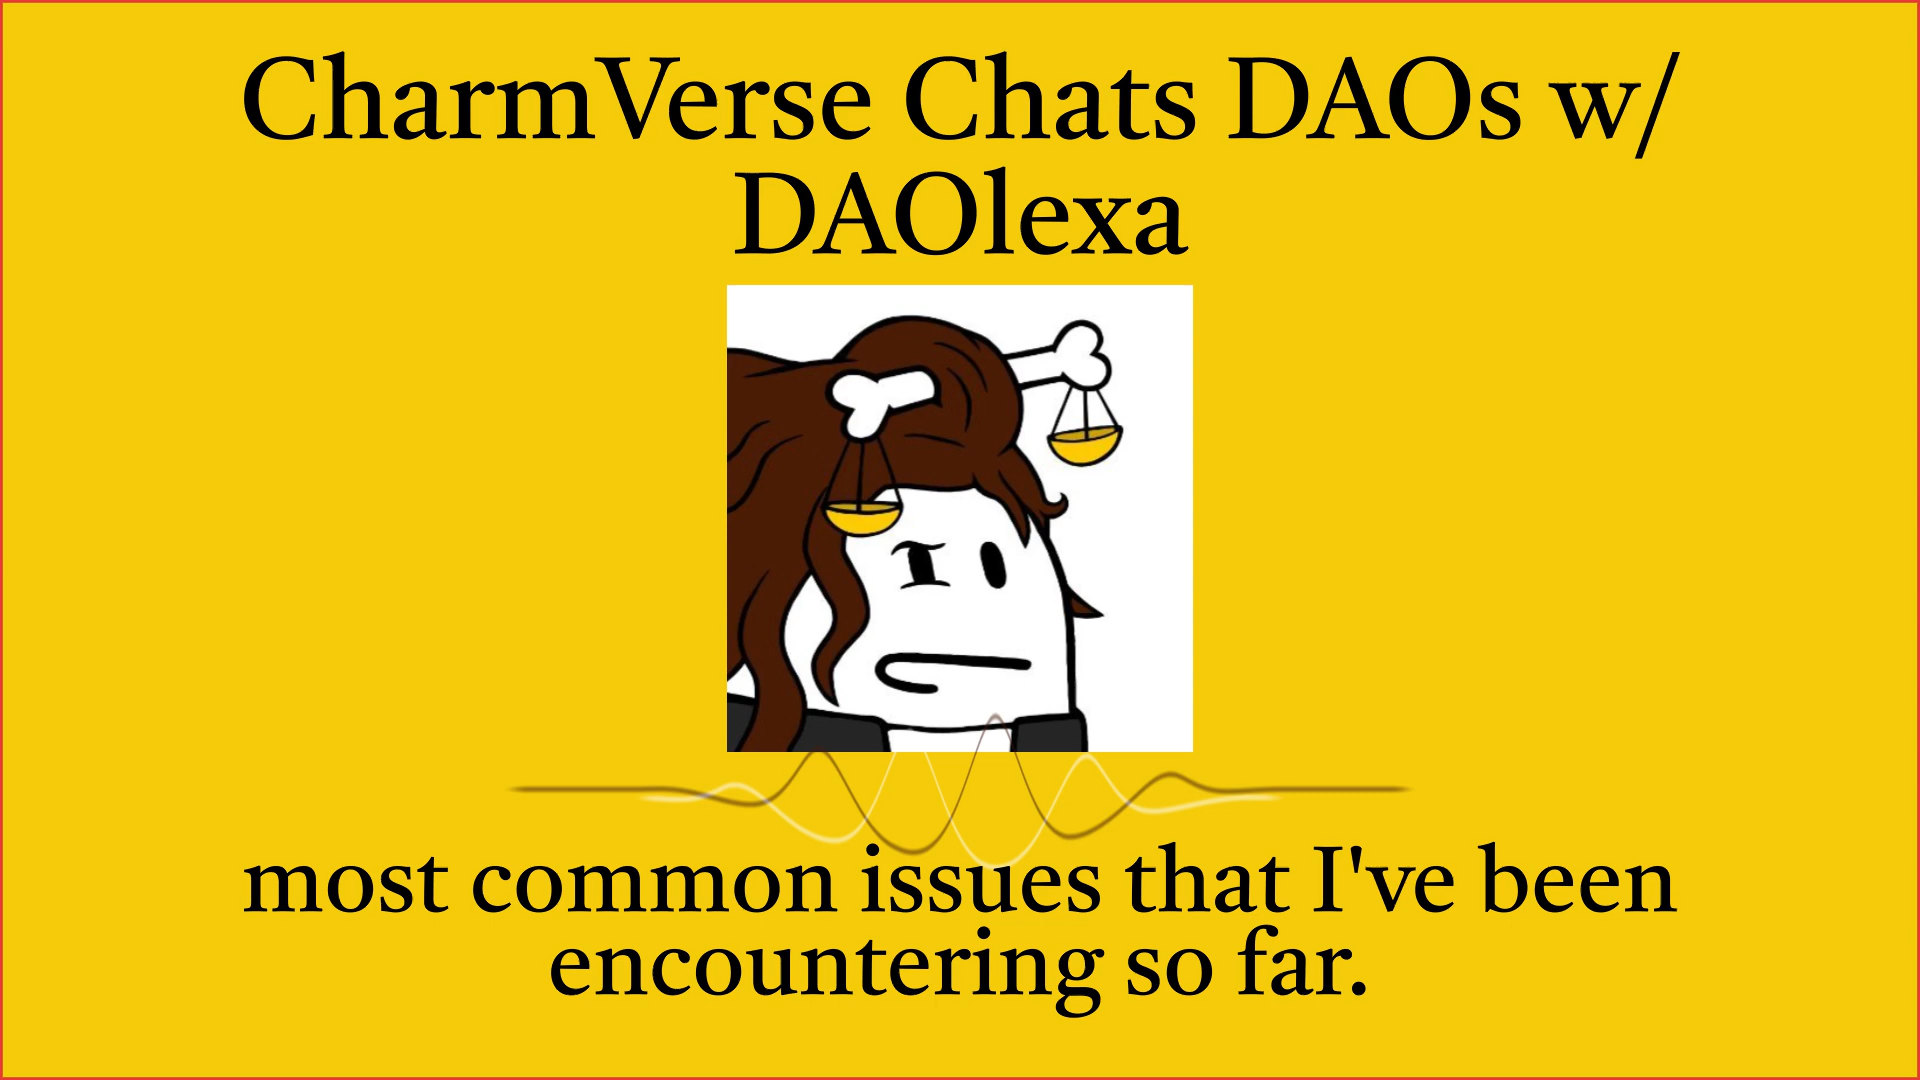 CharmVerse Chats DAOs w/
DAOlexa
most common issues that I've been
encountering so far.